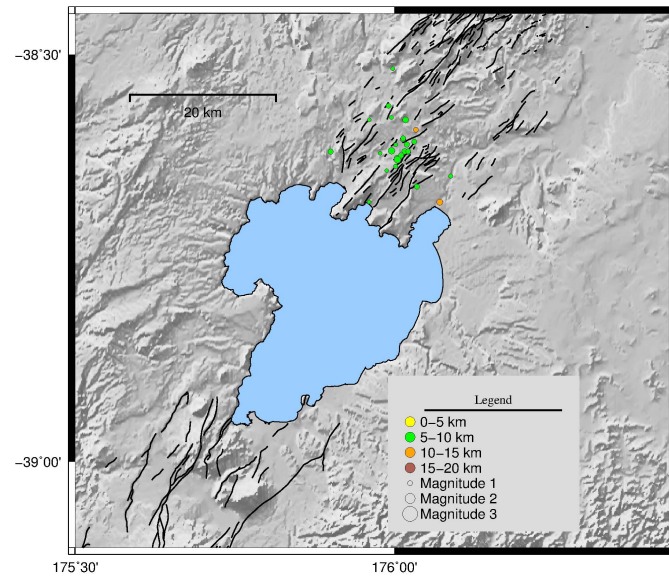 −38°30'
20 km
Legend
0−5 km
5−10 km
10−15 km
15−20 km
Magnitude 1
Magnitude 2
Magnitude 3
−39°00'
175°30'
176°00'